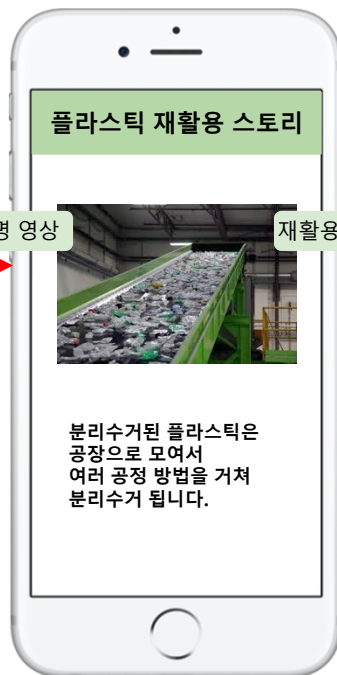 플라스틱 재활용 스토리
명 영상
재활용
분리수거된 플라스틱은
공장으로 모여서
여러 공정 방법을 거쳐
분리수거 됩니다.